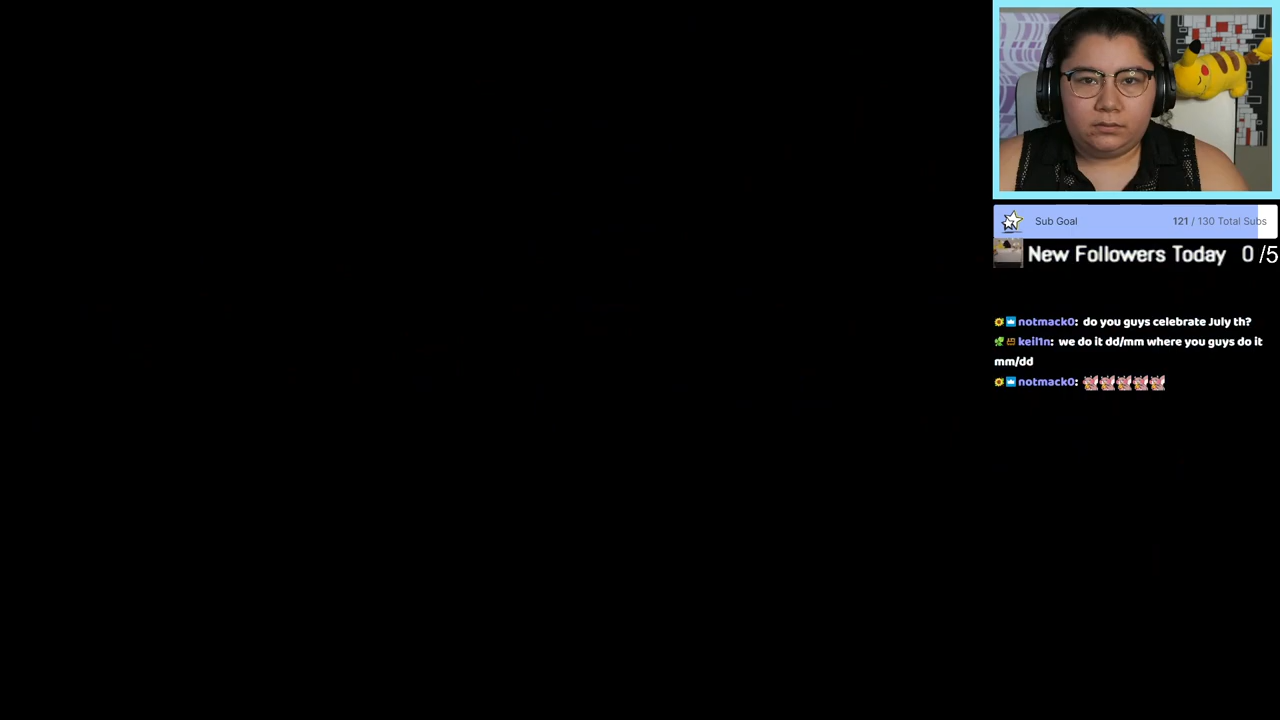 Sub Goal 121 / 130 Total Subs
New Followers Today 0 /5
notmack0: do you guys celebrate July th?
keil1n: we do it dd/mm where you guys do it
mm/dd
notmack0: